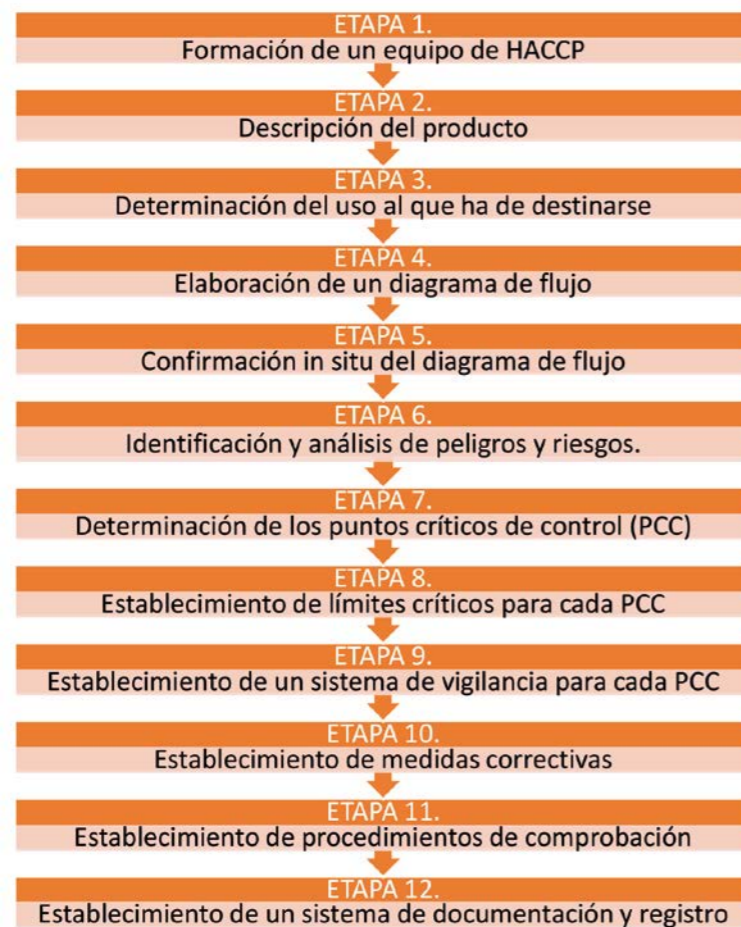 ETAPA 1.
Formación de un equipo de HACCP
ETAPA 2.
Descripción del producto
ETAPA 3.
Determinación del uso al que ha de destinarse
ETAPA 4.
Elaboración de un diagrama de flujo
ETAPA 5.
Confirmación in situ del diagrama de flujo
ETAPA 6.
Identificación y análisis de peligros y riesgos.
ETAPA 7.
Determinación de los puntos críticos de control (PCC)
ETAPA 8.
Establecimiento de límites críticos para cada PCC
ETAPA 9.
Establecimiento de un sistema de vigilancia para cada PCC
ETAPA 10.
Establecimiento de medidas correctivas
ETAPA 11.
Establecimiento de procedimientos de comprobación
ETAPA 12.
Establecimiento de un sistema de documentación y registro